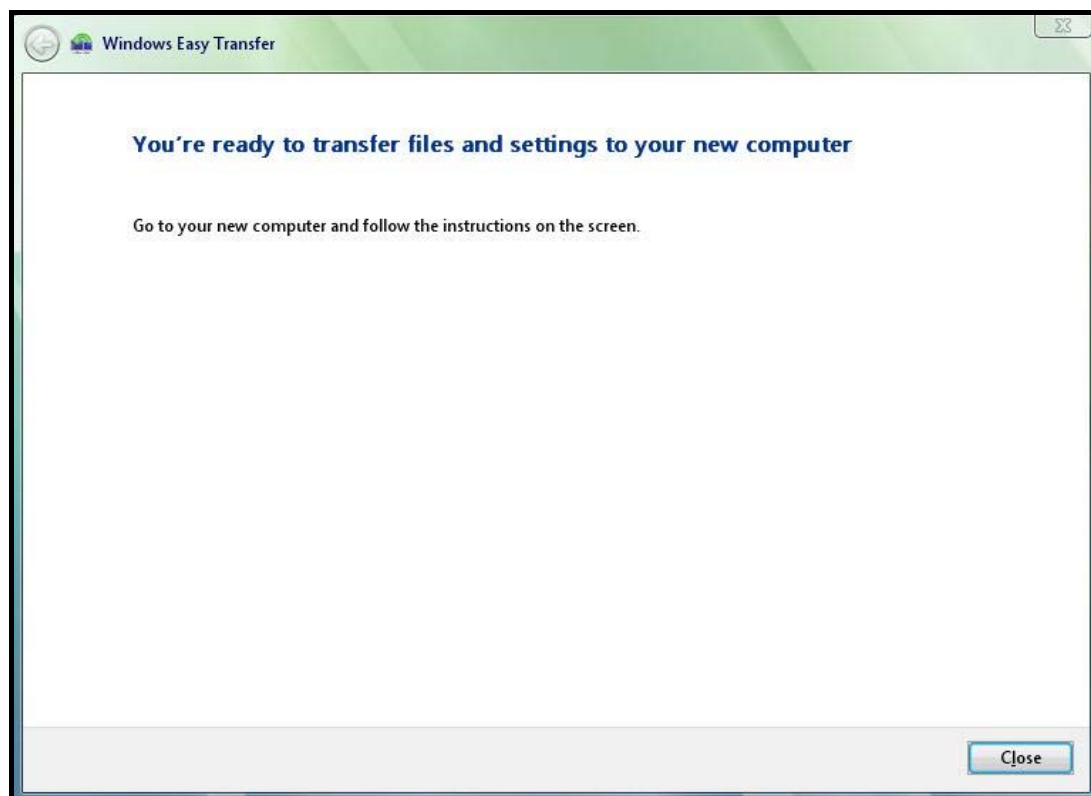 Windows Easy Transfer
You're ready to transfer files and settings to your new computer
Go to your new computer and follow the instructions on the screen.
Close